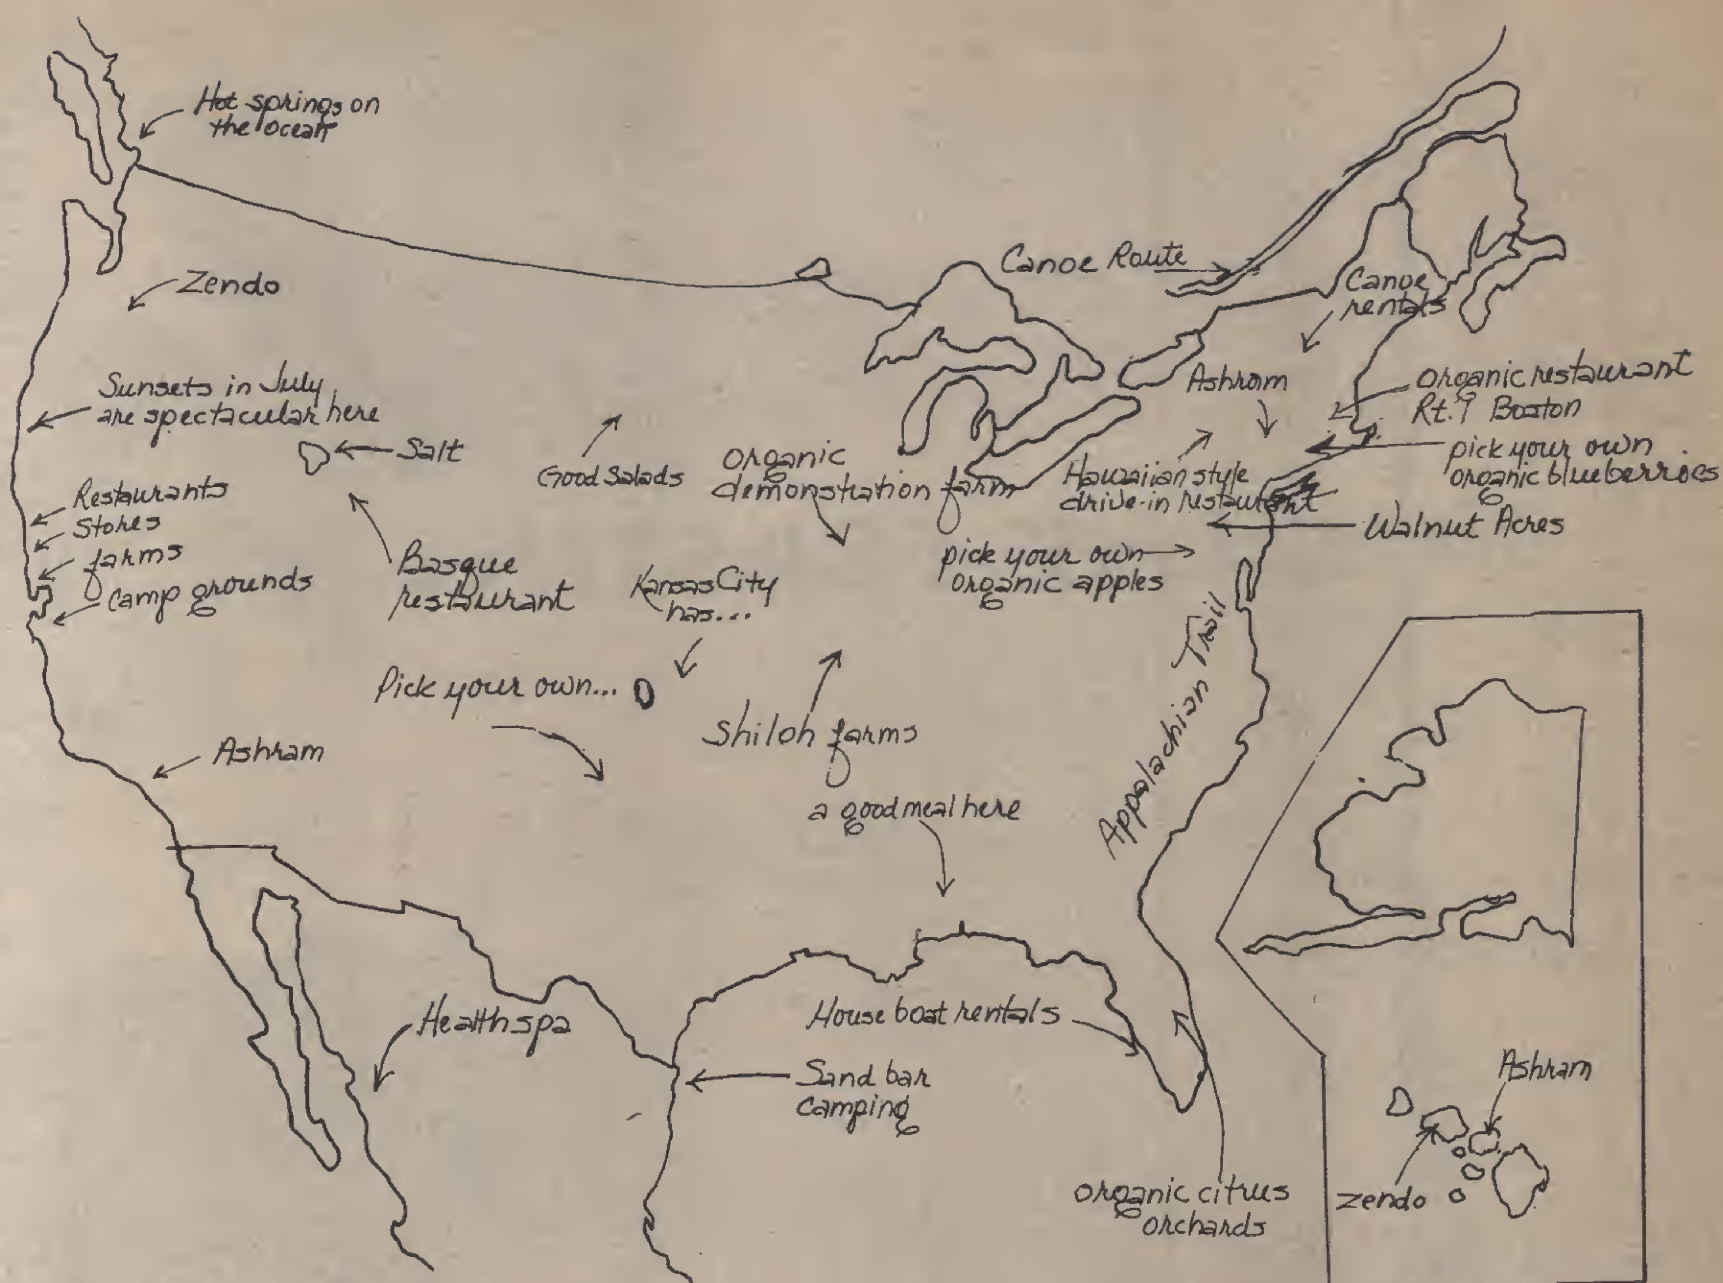 Hot springs on
the ocean
Zendo
Sunsets in July
are spectacular here
Salt
Restaurants
Stores
farms
Camp grounds
Basque
restaurant
Good Salads
organic
demonstration farm
Kansas City
has...
Pick your own...
Shiloh farms
a good meal here
Ashram
Health spa
House boat rentals
Sand bar
camping
organic citrus
orchards
Appalachian Trail
pick your own
organic apples
Walnut Acres
Hawaiian style
drive-in restaurant
pick your own
organic blueberries
organic restaurant
Rt. 9 Boston
Ashram
Canoe
rentals
Canoe Route
Ashram
Zendo